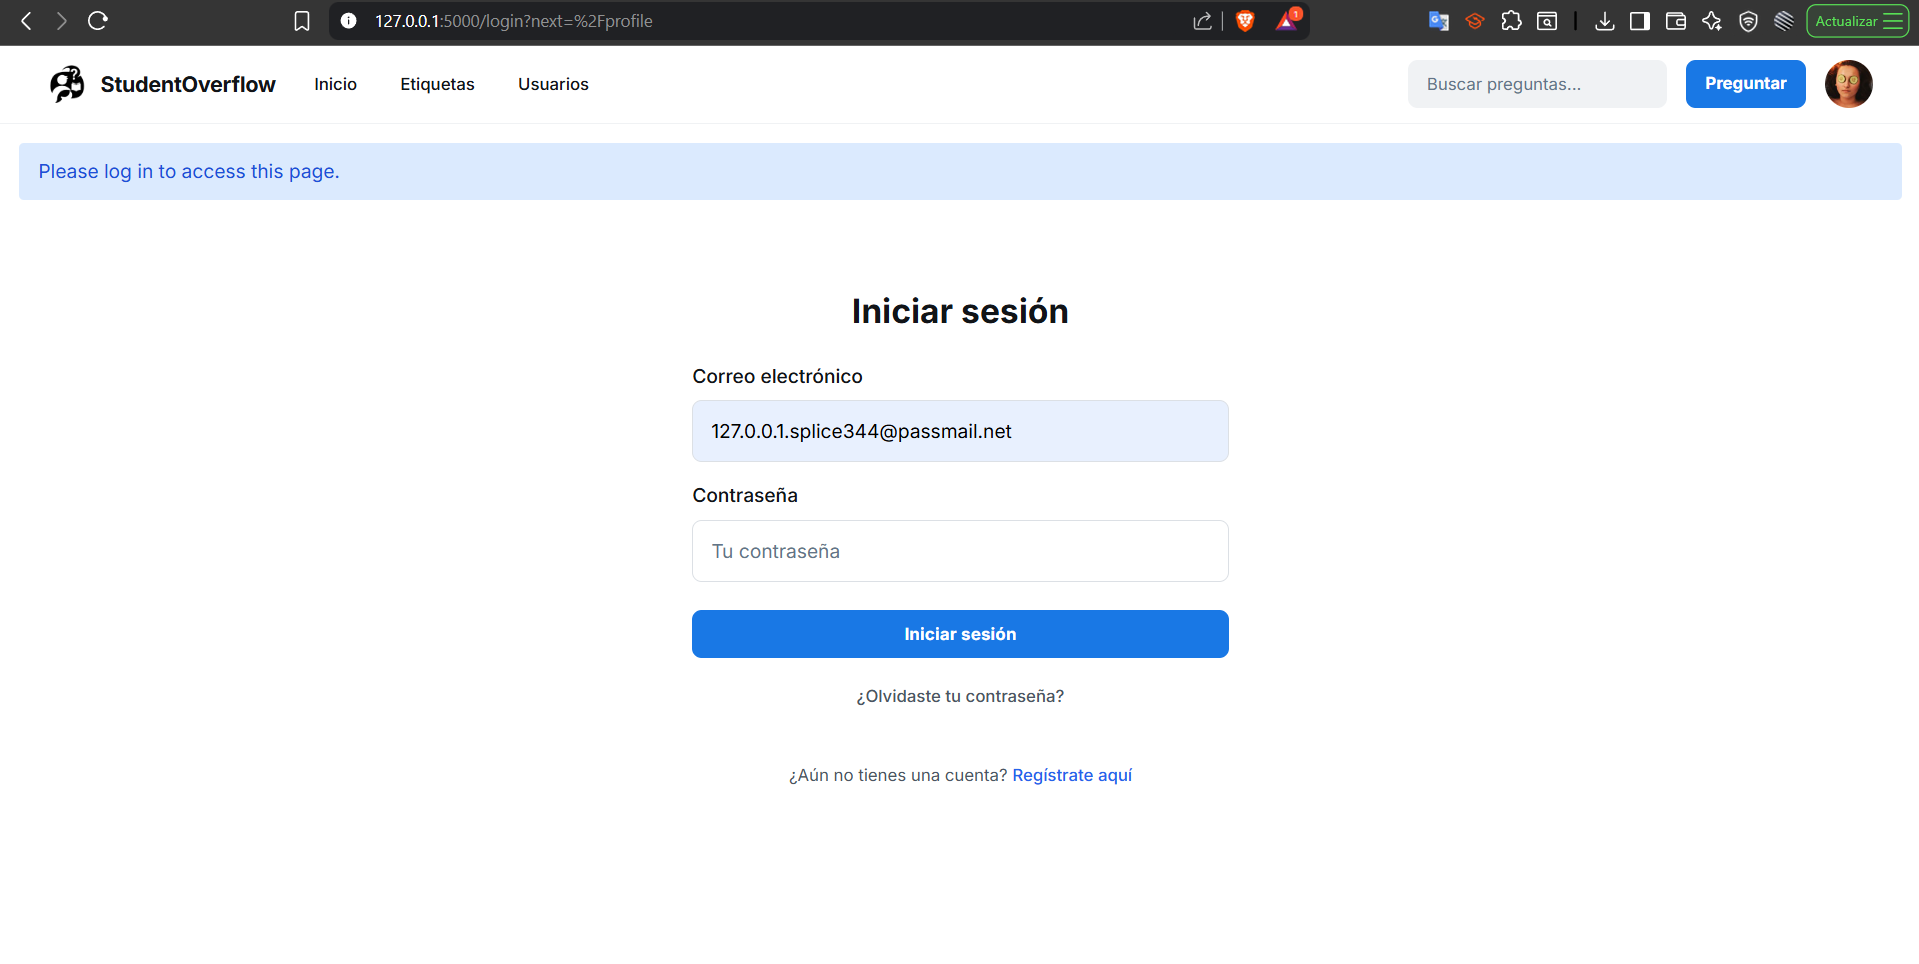 127.0.0.1:5000/login?next=%2Fprofile
1
Actualizar
StudentOverflow
Inicio
Etiquetas
Usuarios
Buscar preguntas...
Preguntar
Please log in to access this page.
Iniciar sesión
Correo electrónico
127.0.0.1.splice344@passmail.net
Contraseña
Tu contraseña
Iniciar sesión
¿Olvidaste tu contraseña?
¿Aún no tienes una cuenta? Regístrate aquí